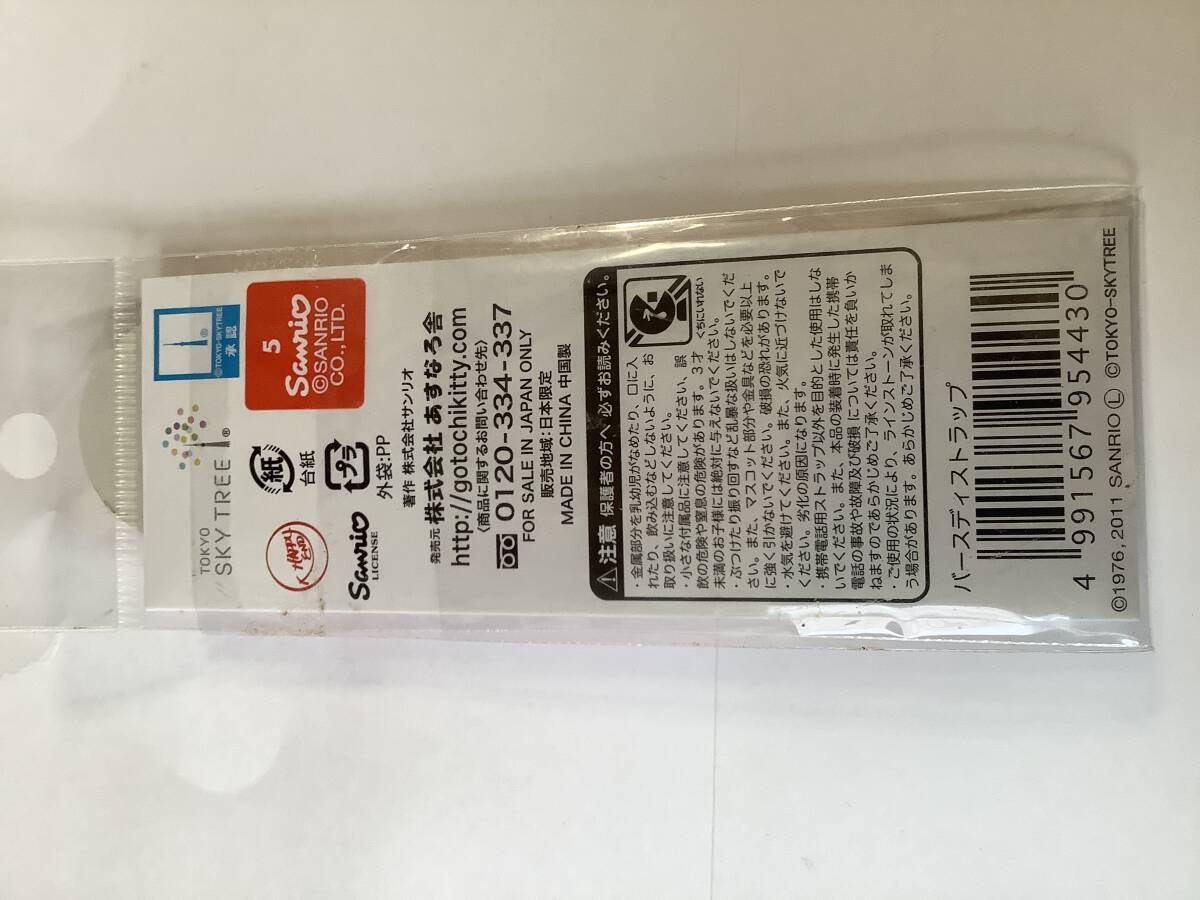 TOKYO
SKY TREE®
©TOKYO-SKYTREE
承認
HAPPY
END
紙
台紙
5
Sanrio
©SANRIO
CO.,LTD.
Sanrio
LICENSE
プラ
外袋:PP
著作 株式会社サンリオ
発売元 株式会社 あすなろ舎
http://gotochikitty.com
〈商品に関するお問い合わせ先〉
0120-334-337
FOR SALE IN JAPAN ONLY
販売地域:日本限定
MADE IN CHINA 中国製
注意 保護者の方へ 必ずお読みください。
・金属部分を乳幼児がなめたり、口に入
れたり、飲み込むなどしないように、お
取り扱いに注意してください。
・小さな付属品に注意してください、誤
飲の危険や窒息の危険があります。3才
未満のお子様には絶対に与えないでください。
くちにいれない
・ぶつけたり振り回すなど乱暴な扱いはしないでくだ
さい。また、マスコット部分や金具などを必要以上
に強く引かないでください。破損の恐れがあります。
・水気を避けてください。また、火気に近づけないで
ください。劣化の原因になります。
・携帯電話用ストラップ以外を目的とした使用はしな
いでください。また、本品の装着時に発生した携帯
電話の事故や故障及び破損については責任を負いか
ねますのであらかじめご了承ください。
・ご使用の状況により、ラインストーンが取れてしま
う場合があります。あらかじめご了承ください。
バースディストラップ
4 991567 954430
©1976, 2011 SANRIO Ⓛ ©TOKYO-SKYTREE